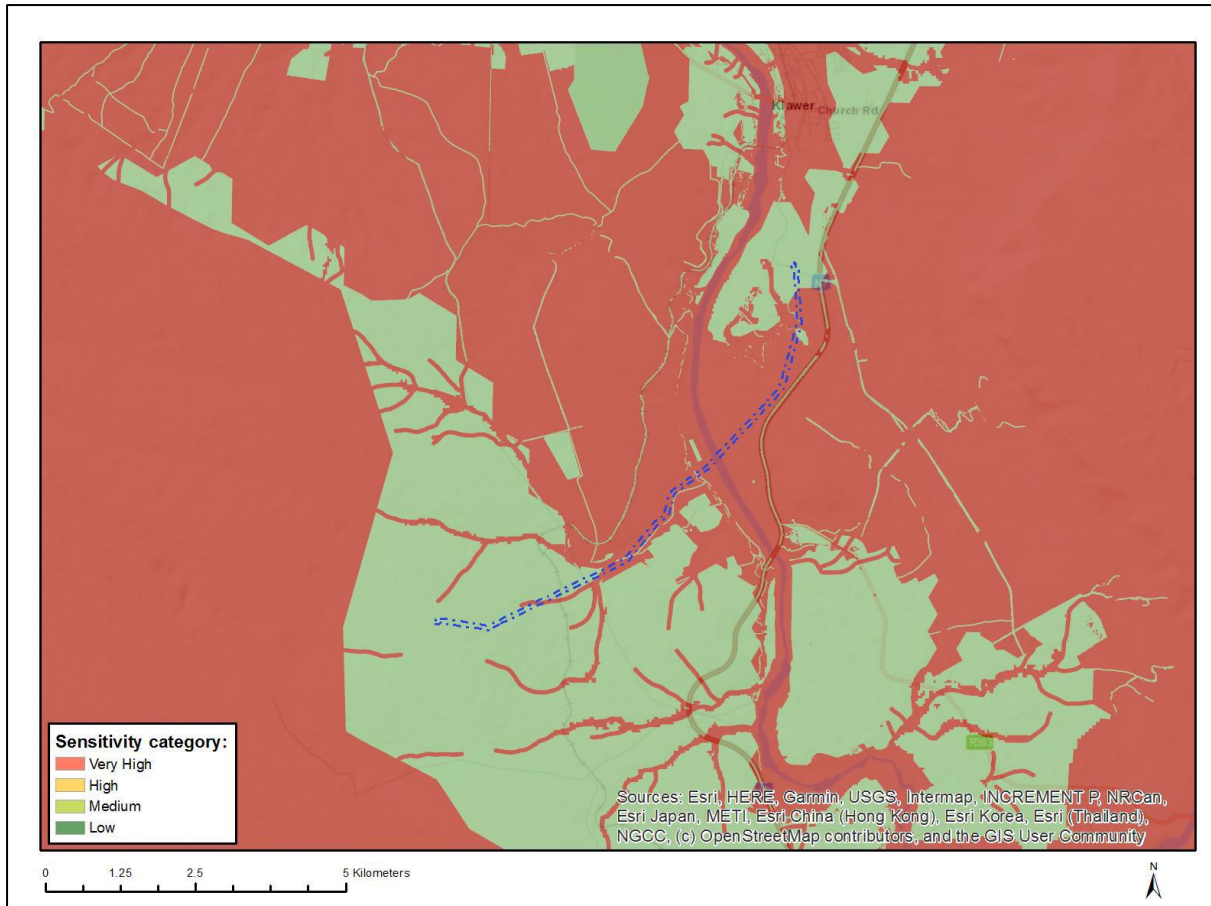 Klawer Church Rd
R363
Sensitivity category:
Very High
High
Medium
Low
Sources: Esri, HERE, Garmin, USGS, Intermap, INCREMENT P, NRCan,
Esri Japan, METI, Esri China (Hong Kong), Esri Korea, Esri (Thailand),
NGCC, (c) OpenStreetMap contributors, and the GIS User Community
0 1.25 2.5 5 Kilometers
N